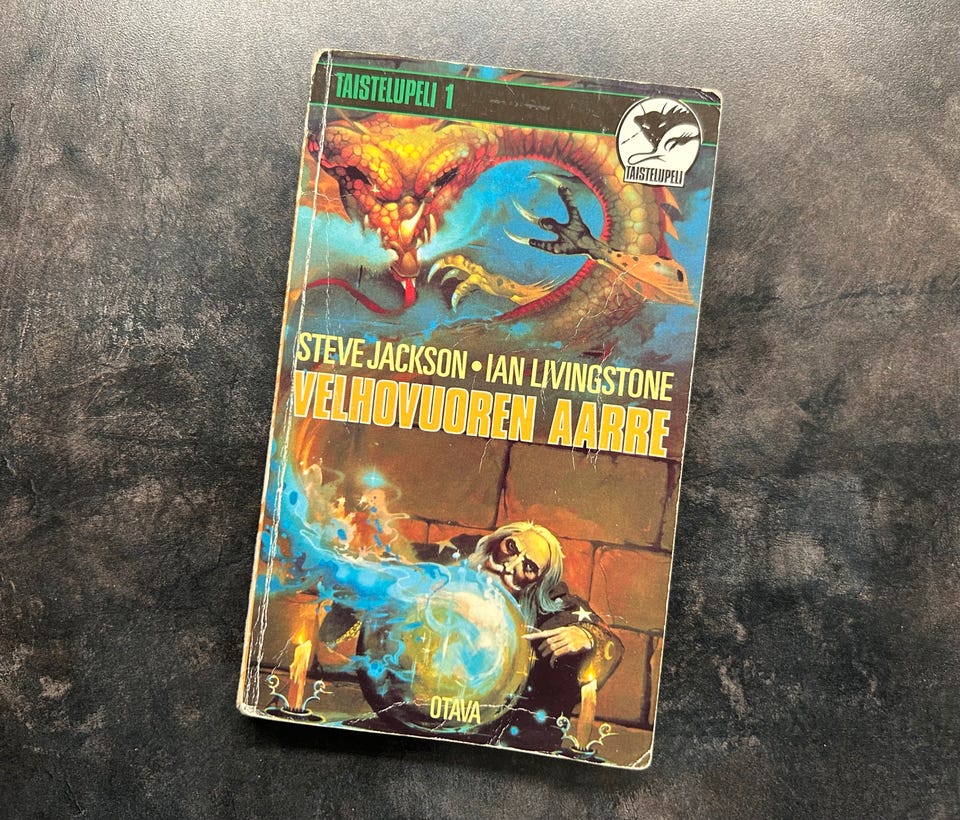 TAISTELUPELI 1
TAISTELUPELI
STEVE JACKSON • IAN LIVINGSTONE
VELHOVUOREN AARRE
OTAVA